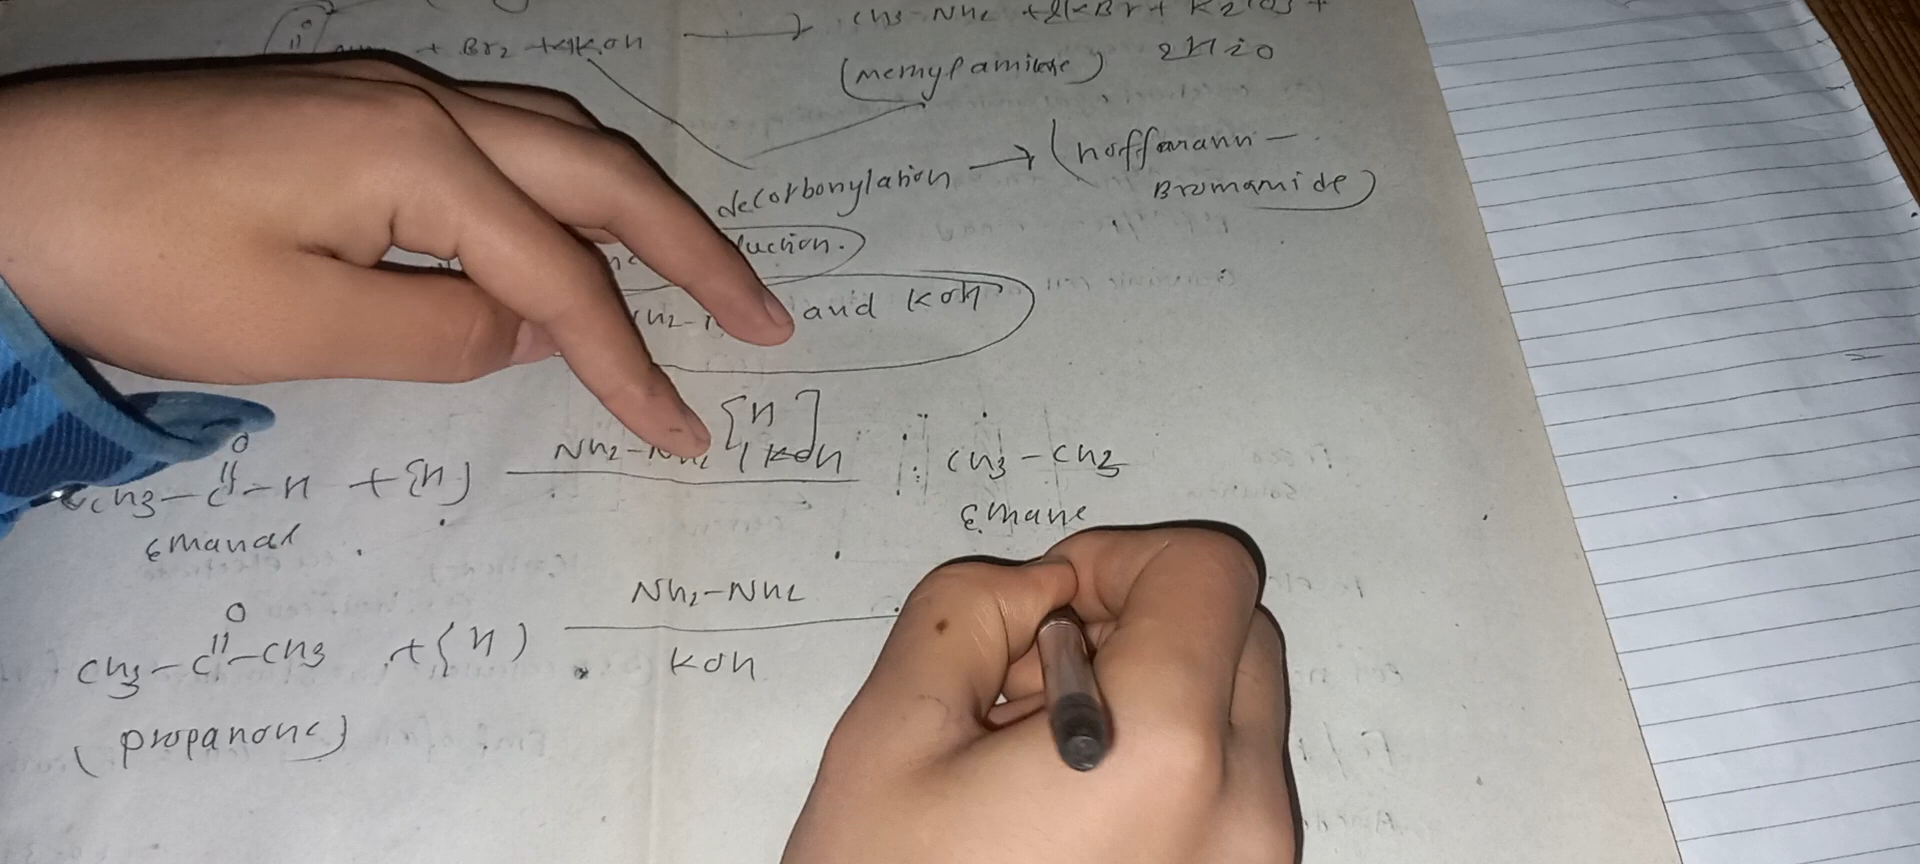 CH3-NH2 + 2KBr + K2CO3 +
+ Br2 + 4KOH →
(Methylamine) 2H2O
decarbonylation → (Hoffmann-
Bromamide)
uction.
and KOH
O
NH2-NH2 [H]
KOH
CH3-C-H + [H] CH3-CH3
Ethanal Ethane
O
NH2-NH2
CH3-C-CH3 + [H]
KOH
(propanone)